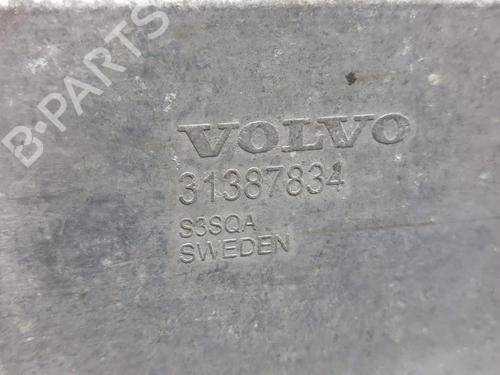 B-PARTS
VOLVO
31387834
S3SQA
SWEDEN